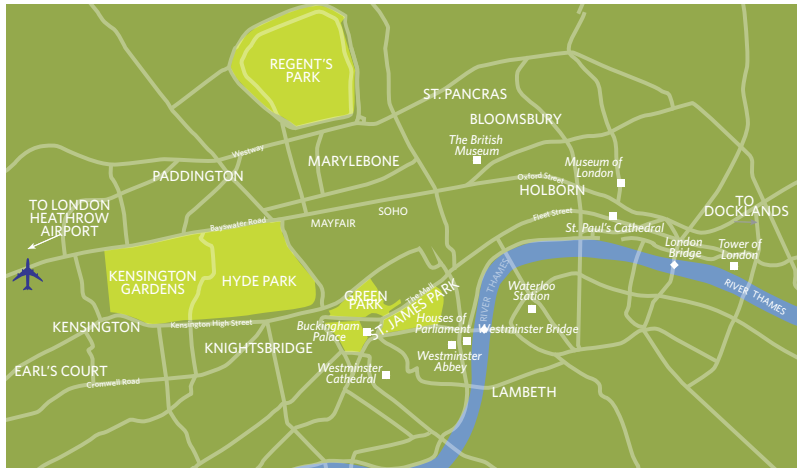 REGENT'S
PARK
ST. PANCRAS
BLOOMSBURY
The British
Museum
Westway
MARYLEBONE
Museum of
London
PADDINGTON
Oxford Street
HOLBORN
TO LONDON
HEATHROW
AIRPORT
TO
DOCKLANDS
Bayswater Road
MAYFAIR
SOHO
Fleet Street
St. Paul's Cathedral
London
Bridge
Tower of
London
KENSINGTON
GARDENS
HYDE PARK
RIVER THAMES
RIVER THAMES
GREEN
PARK
The Mall
ST. JAMES PARK
Waterloo
Station
KENSINGTON
Kensington High Street
Buckingham
Palace
Houses of
Parliament
Westminster Bridge
KNIGHTSBRIDGE
Westminster
Abbey
EARL'S COURT
Cromwell Road
Westminster
Cathedral
LAMBETH